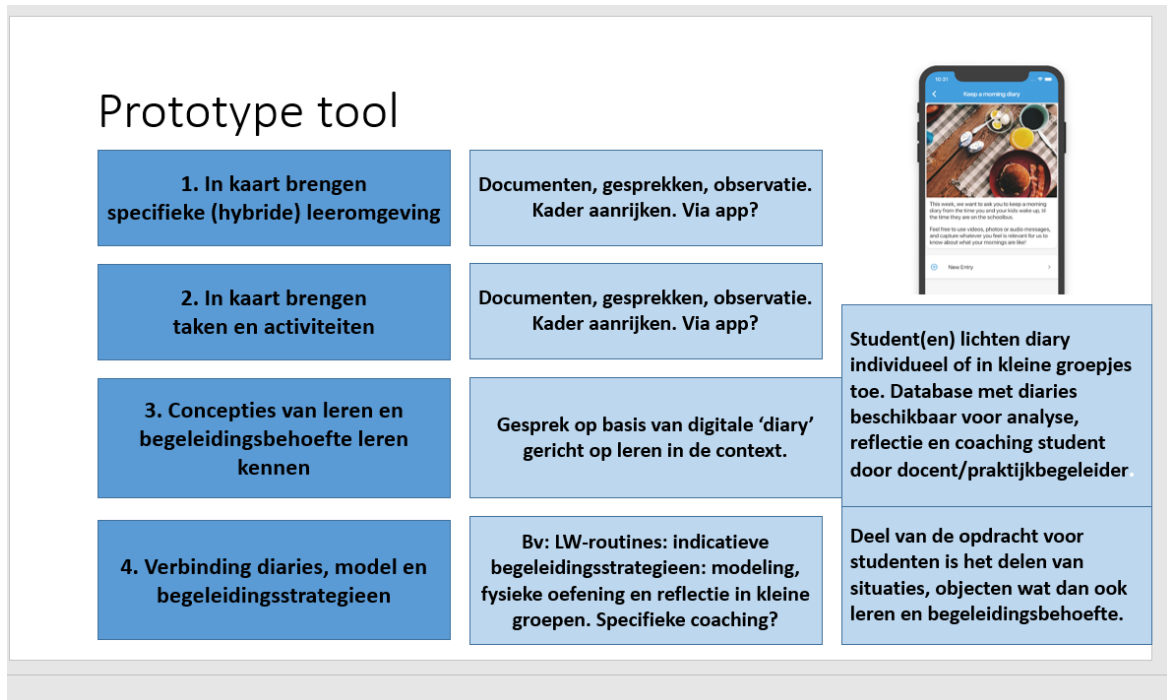 Prototype tool
10:31
Keep a morning diary
This week, we want to ask you to keep a morning
diary from the time you and your kids wake up, til
the time they are on the schoolbus.
Feel free to use videos, photos or audio messages,
and capture whatever you feel is relevant for us to
know about what your mornings are like!
New Entry
1. In kaart brengen
specifieke (hybride) leeromgeving
Documenten, gesprekken, observatie.
Kader aanrijken. Via app?
2. In kaart brengen
taken en activiteiten
Documenten, gesprekken, observatie.
Kader aanrijken. Via app?
3. Concepties van leren en
begeleidingsbehoefte leren
kennen
Gesprek op basis van digitale ‘diary’
gericht op leren in de context.
Student(en) lichten diary
individueel of in kleine groepjes
toe. Database met diaries
beschikbaar voor analyse,
reflectie en coaching student
door docent/praktijkbegeleider.
4. Verbinding diaries, model en
begeleidingsstrategieen
Bv: LW-routines: indicatieve
begeleidingsstrategieen: modeling,
fysieke oefening en reflectie in kleine
groepen. Specifieke coaching?
Deel van de opdracht voor
studenten is het delen van
situaties, objecten wat dan ook
leren en begeleidingsbehoefte.